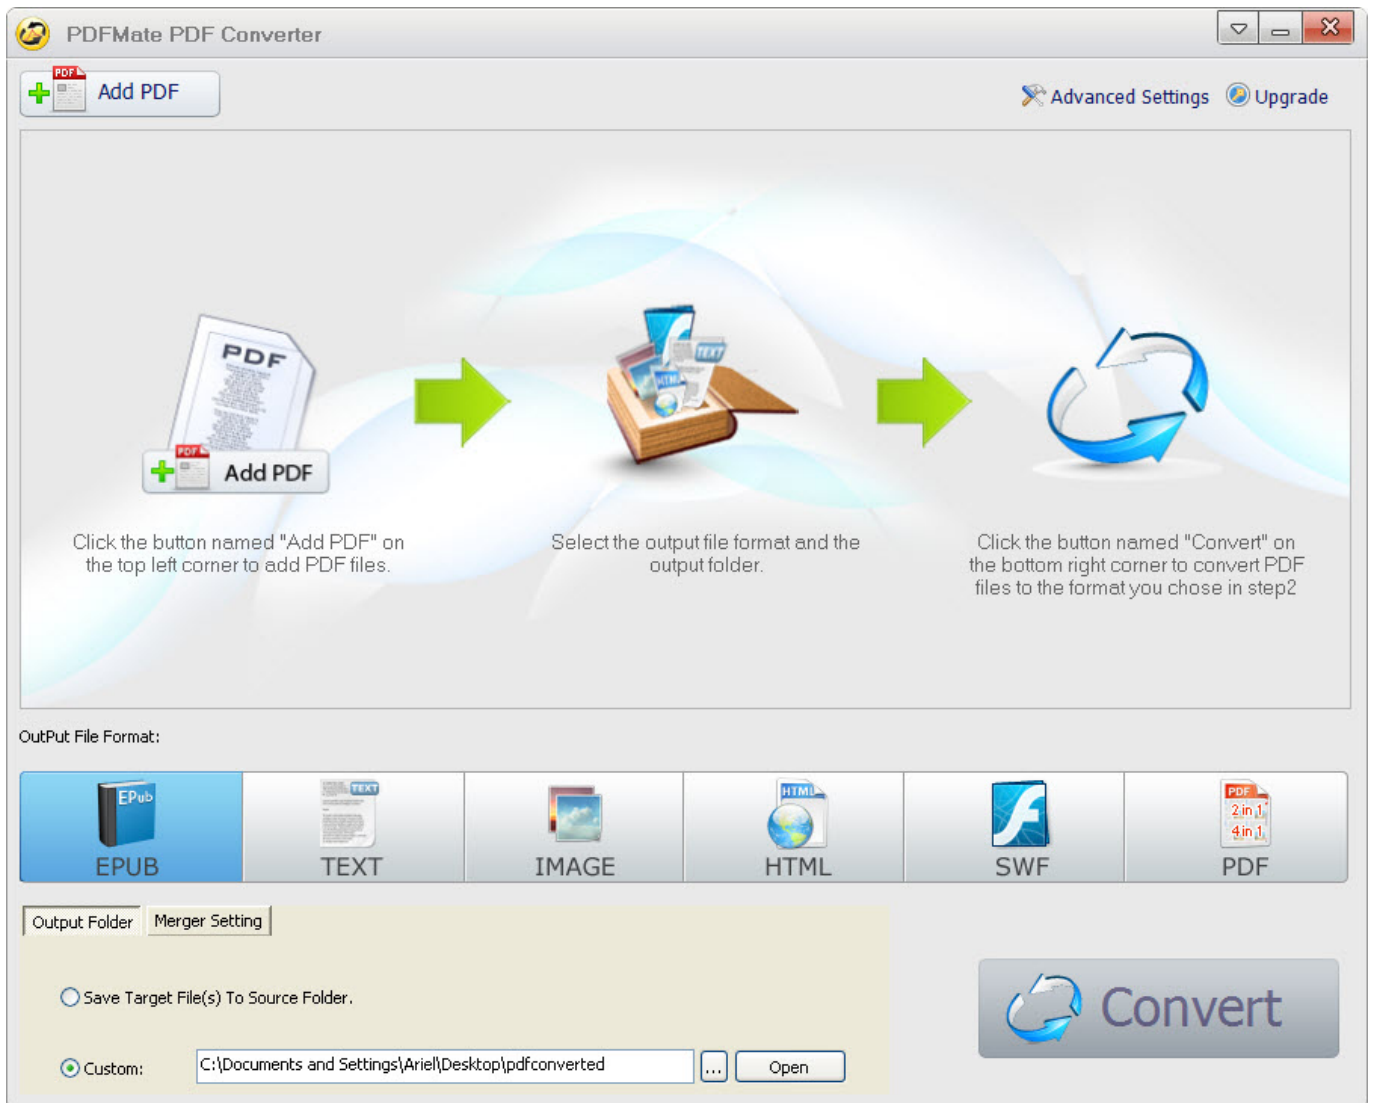 PDFMate PDF Converter
PDF
Add PDF
Advanced Settings
Upgrade
PDF
PDF
Add PDF
TEXT
HTML
Click the button named "Add PDF" on
the top left corner to add PDF files.
Select the output file format and the
output folder.
Click the button named "Convert" on
the bottom right corner to convert PDF
files to the format you chose in step2
OutPut File Format:
EPub
EPUB
TEXT
TEXT
IMAGE
HTML
HTML
SWF
PDF
2 in 1
4 in 1
PDF
Output Folder
Merger Setting
Save Target File(s) To Source Folder.
Custom:
C:\Documents and Settings\Ariel\Desktop\pdfconverted
...
Open
Convert